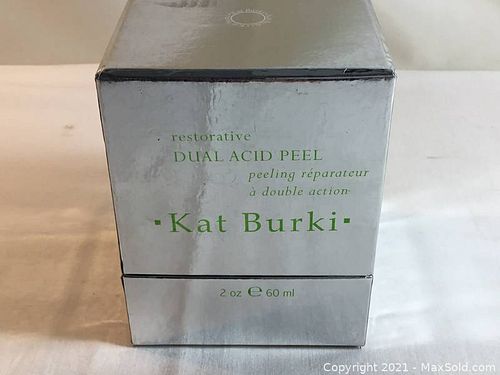 restorative
DUAL ACID PEEL
peeling réparateur
à double action
▪Kat Burki▪
2 oz ℮ 60 ml
Copyright 2021 - MaxSold.com